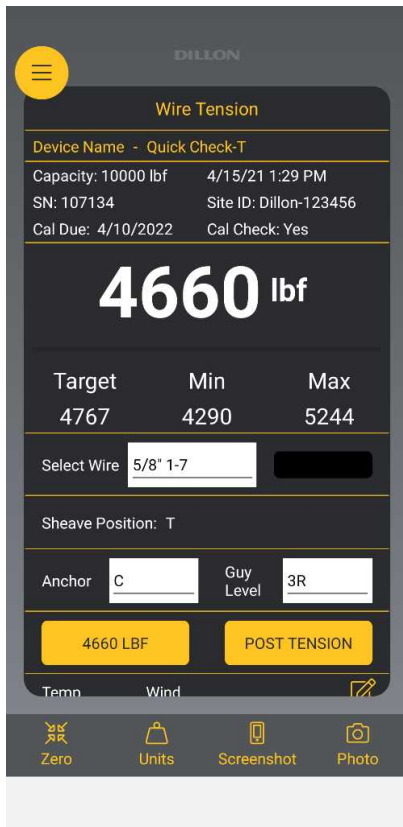 DILLON
Wire Tension
Device Name - Quick Check-T
Capacity: 10000 lbf 4/15/21 1:29 PM
SN: 107134 Site ID: Dillon-123456
Cal Due: 4/10/2022 Cal Check: Yes
4660 lbf
Target Min Max
4767 4290 5244
Select Wire 5/8" 1-7
Sheave Position: T
Anchor C Guy Level 3R
4660 LBF POST TENSION
Temp Wind
Zero Units Screenshot Photo